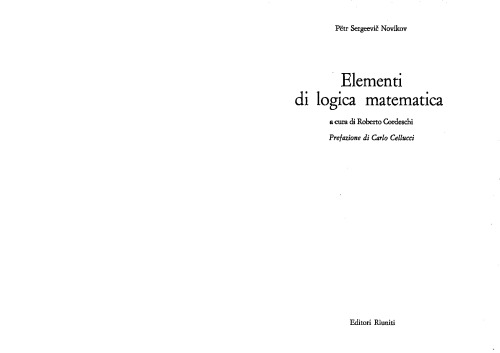 Pëtr Sergeevič Novikov
Elementi
di logica matematica
a cura di Roberto Cordeschi
Prefazione di Carlo Cellucci
Editori Riuniti